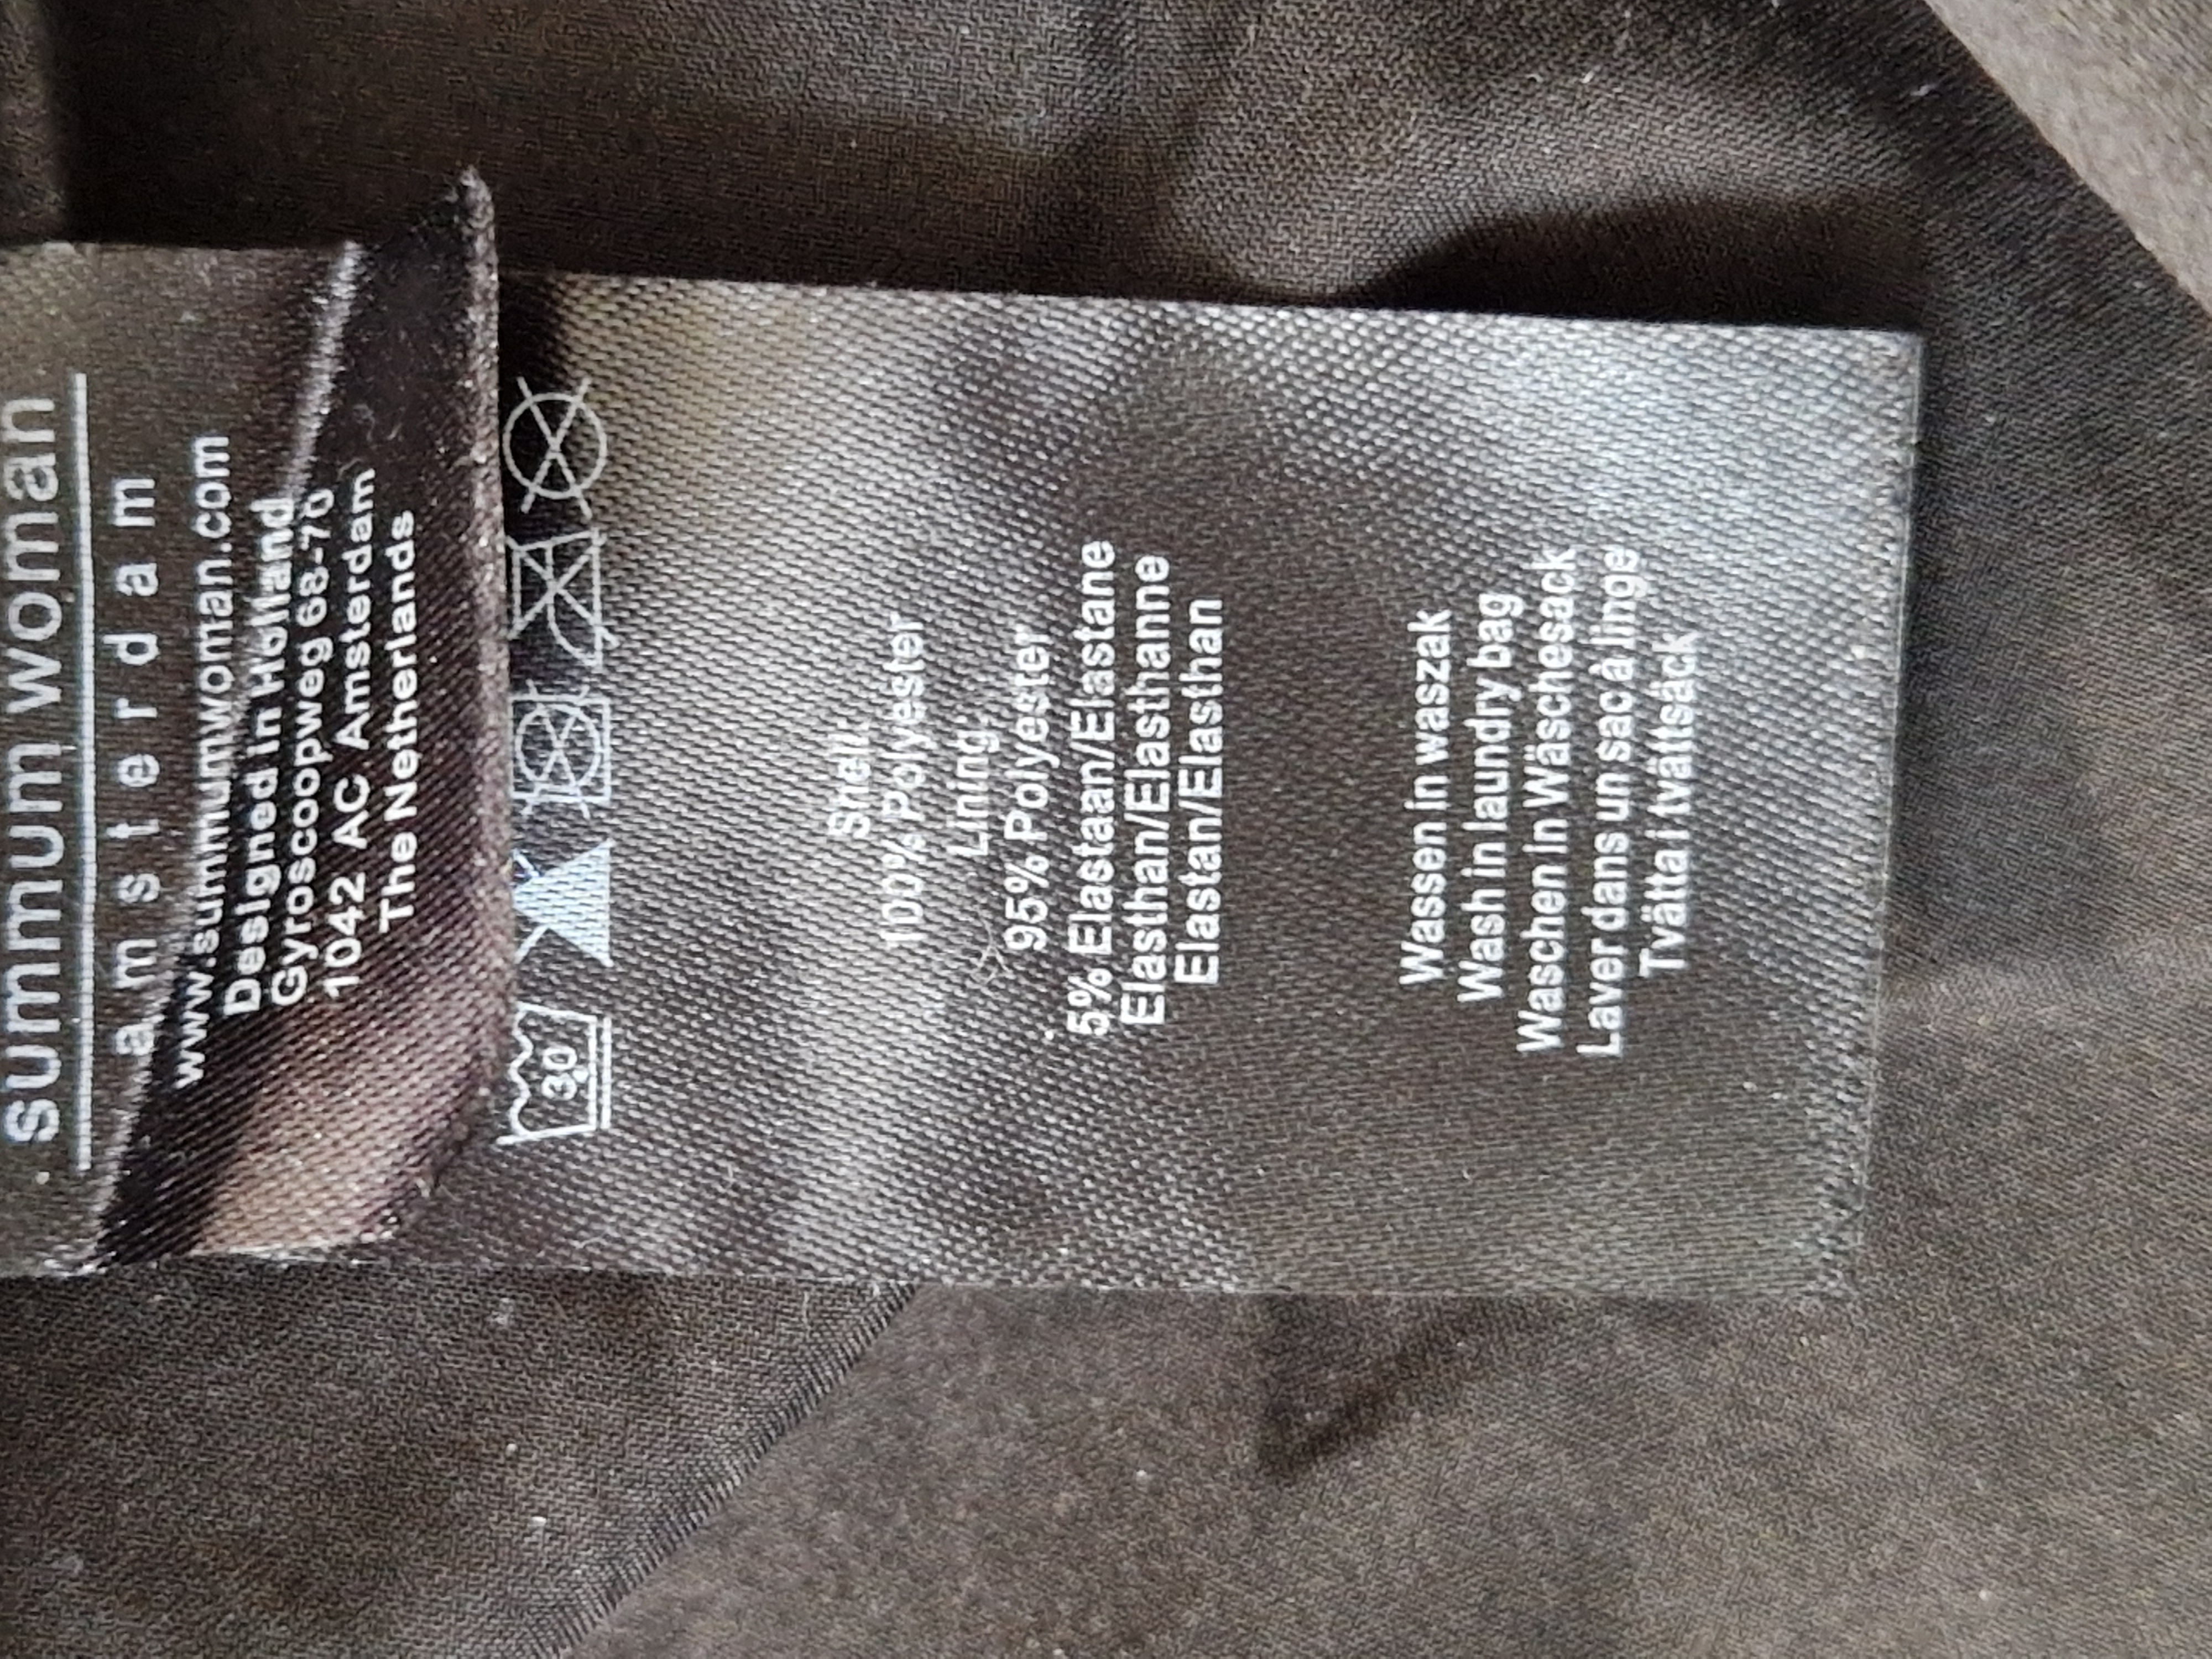 summum woman
amsterdam
www.summumwoman.com
Designed in Holland
Gyroscoopweg 68-70
1042 AC Amsterdam
The Netherlands
30
Shell:
100% Polyester
Lining:
95% Polyester
5% Elastaan/Elastane
Elasthan/Elasthanne
Elastan/Elasthan
Wassen in waszak
Wash in laundry bag
Waschen in Wäschesack
Laver dans un sac à linge
Tvätta i tvättsäck